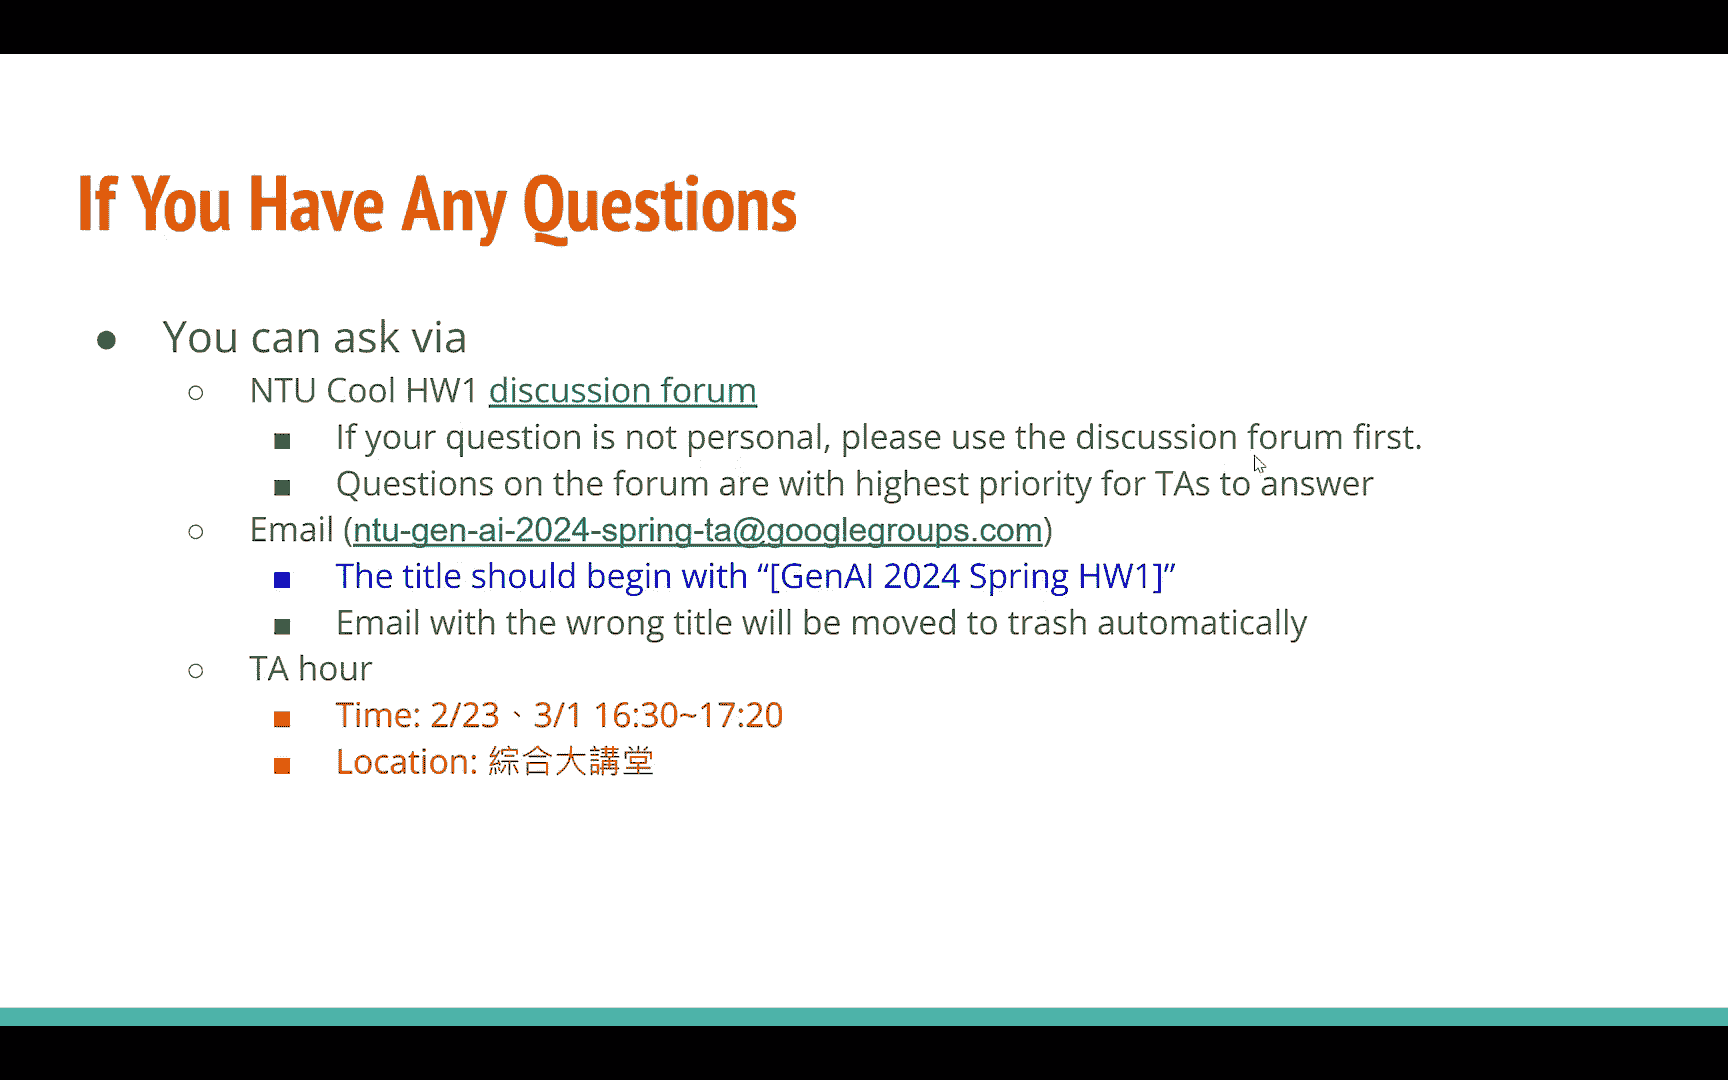 If You Have Any Questions
● You can ask via
○ NTU Cool HW1 discussion forum
■ If your question is not personal, please use the discussion forum first.
■ Questions on the forum are with highest priority for TAs to answer
○ Email (ntu-gen-ai-2024-spring-ta@googlegroups.com)
■ The title should begin with “[GenAI 2024 Spring HW1]”
■ Email with the wrong title will be moved to trash automatically
○ TA hour
■ Time: 2/23、3/1 16:30~17:20
■ Location: 綜合大講堂